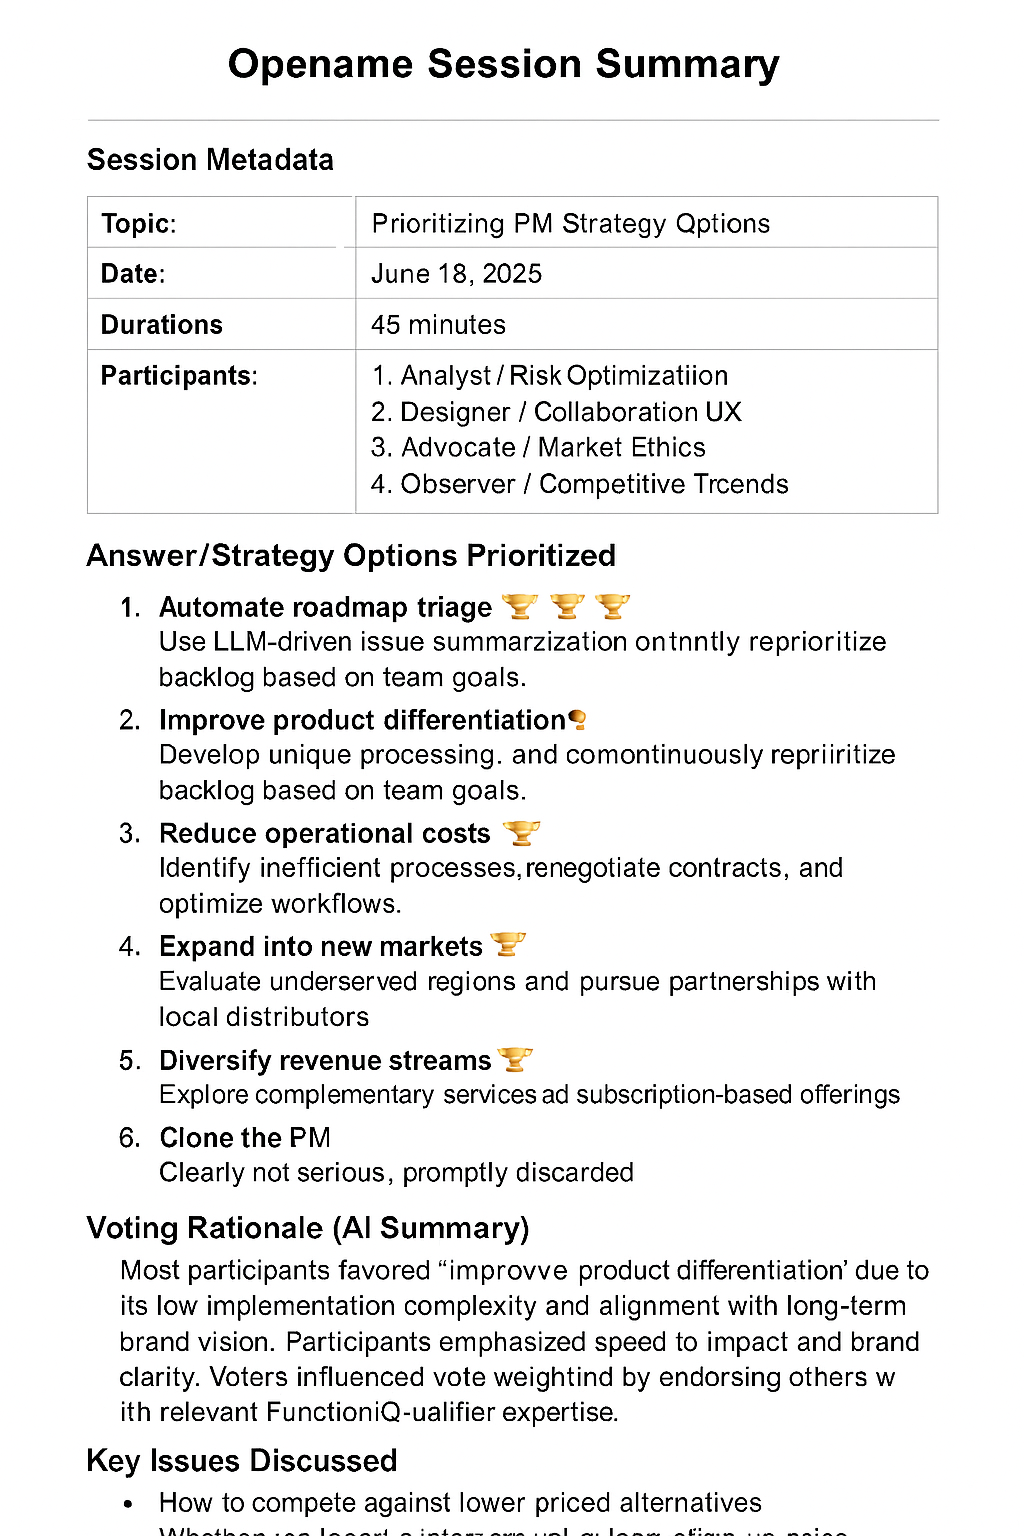 Opename Session Summary
Session Metadata
Topic:
Prioritizing PM Strategy Qptions
Date:
June 18, 2025
Durations
45 minutes
Participants:
1. Analyst / Risk Optimizatiion
2. Designer / Collaboration UX
3. Advocate / Market Ethics
4. Observer / Competitive Trcends
Answer/Strategy Options Prioritized
1. Automate roadmap triage 🏆 🏆 🏆
Use LLM-driven issue summarzization ontnntly reprioritize
backlog based on team goals.
2. Improve product differentiation
Develop unique processing. and comontinuously repriiritize
backlog based on team goals.
3. Reduce operational costs 🏆
Identify inefficient processes, renegotiate contracts, and
optimize workflows.
4. Expand into new markets 🏆
Evaluate underserved regions and pursue partnerships with
local distributors
5. Diversify revenue streams 🏆
Explore complementary services ad subscription-based offerings
6. Clone the PM
Clearly not serious, promptly discarded
Voting Rationale (AI Summary)
Most participants favored “improvve product differentiation’ due to
its low implementation complexity and alignment with long-term
brand vision. Participants emphasized speed to impact and brand
clarity. Voters influenced vote weightind by endorsing others w
ith relevant FunctioniQ-ualifier expertise.
Key Issues Discussed
• How to compete against lower priced alternatives